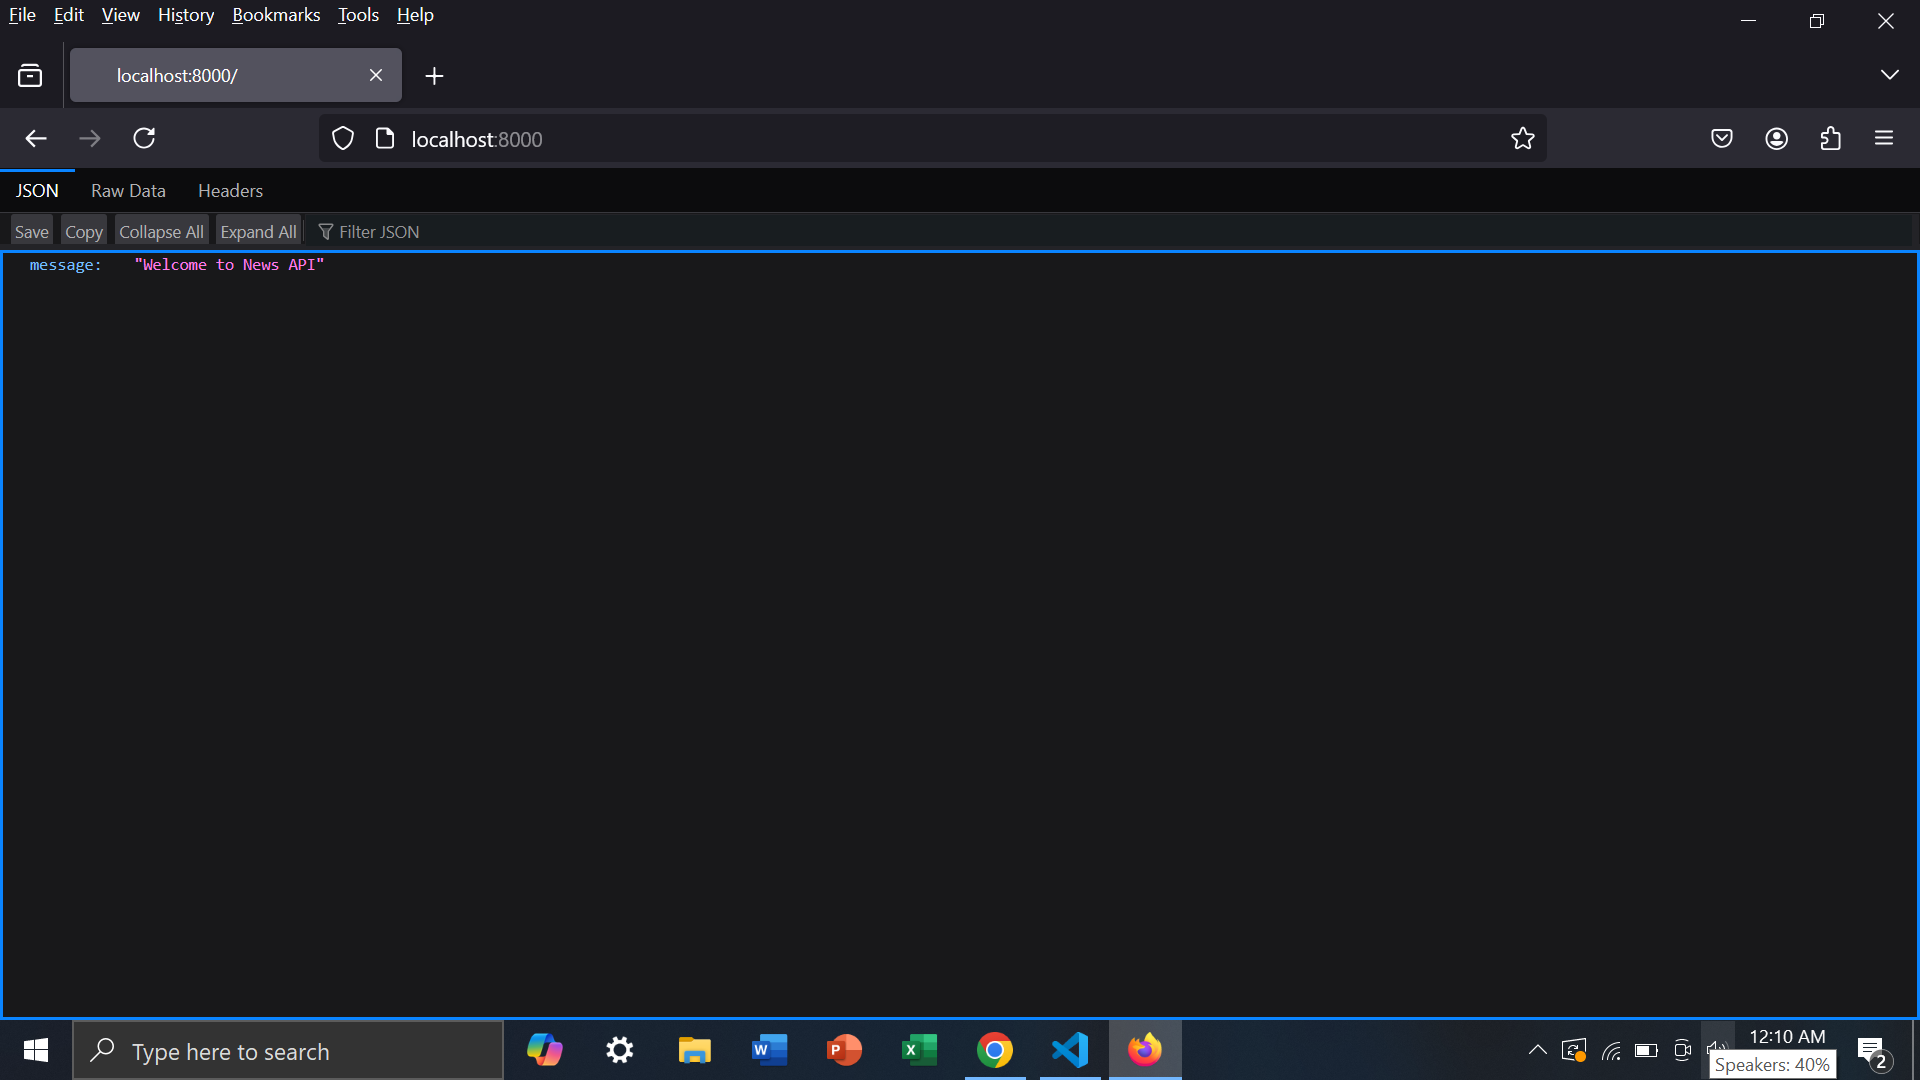 File Edit View History Bookmarks Tools Help
localhost:8000/
localhost:8000
JSON Raw Data Headers
Save Copy Collapse All Expand All Filter JSON
message: "Welcome to News API"
Type here to search
W P X
12:10 AM
Speakers: 40%
2